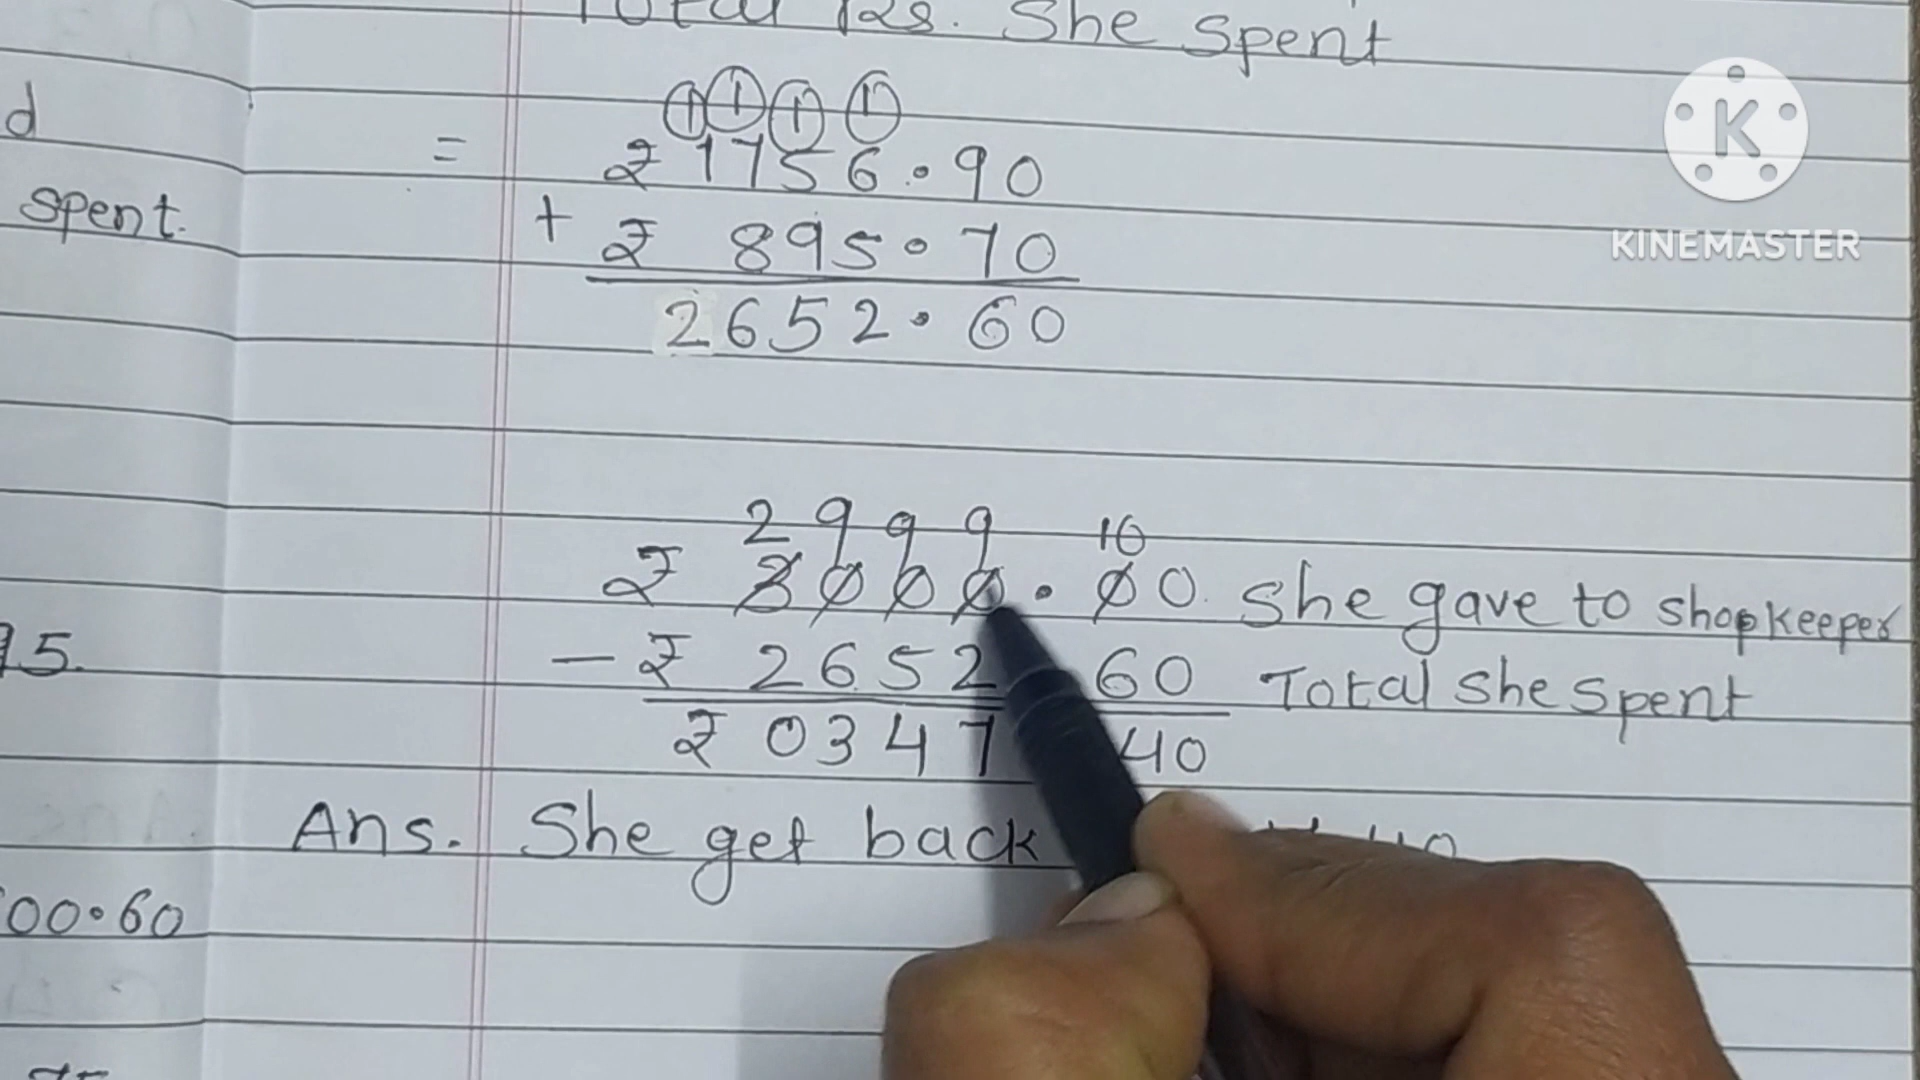 Total Rs. She Spent
d
= ₹ 1756.90
spent.
+ ₹ 895.70
2652.60
2 9 9 9 10
₹ 3000.00 She gave to shopkeeper
5.
- ₹ 2652 60 Total She Spent
₹ 0347 40
Ans. She get back
00.60
KINEMASTER